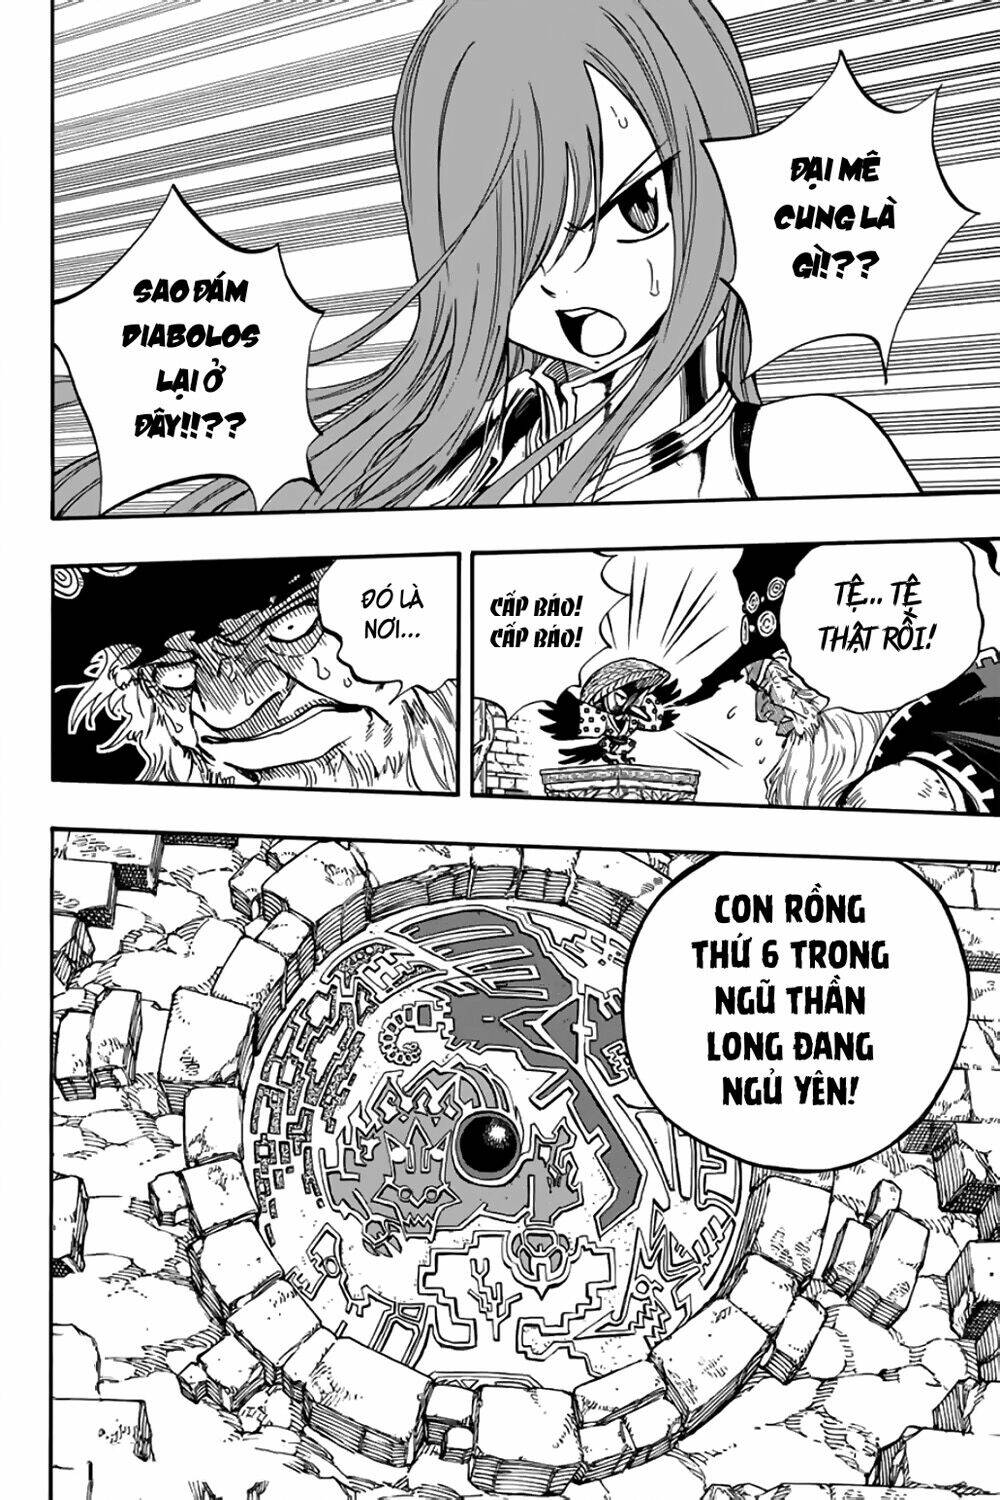 ĐẠI MÊ
CUNG LÀ
GÌ!!??
SAO ĐÁM
DIABOLOS
LẠI Ở
ĐÂY!!!??
TỆ... TỆ
THẬT RỒI!
CẤP BÁO!
CẤP BÁO!
ĐÓ LÀ
NƠI...
CON RỒNG
THỨ 6 TRONG
NGŨ THẦN
LONG ĐANG
NGỦ YÊN!